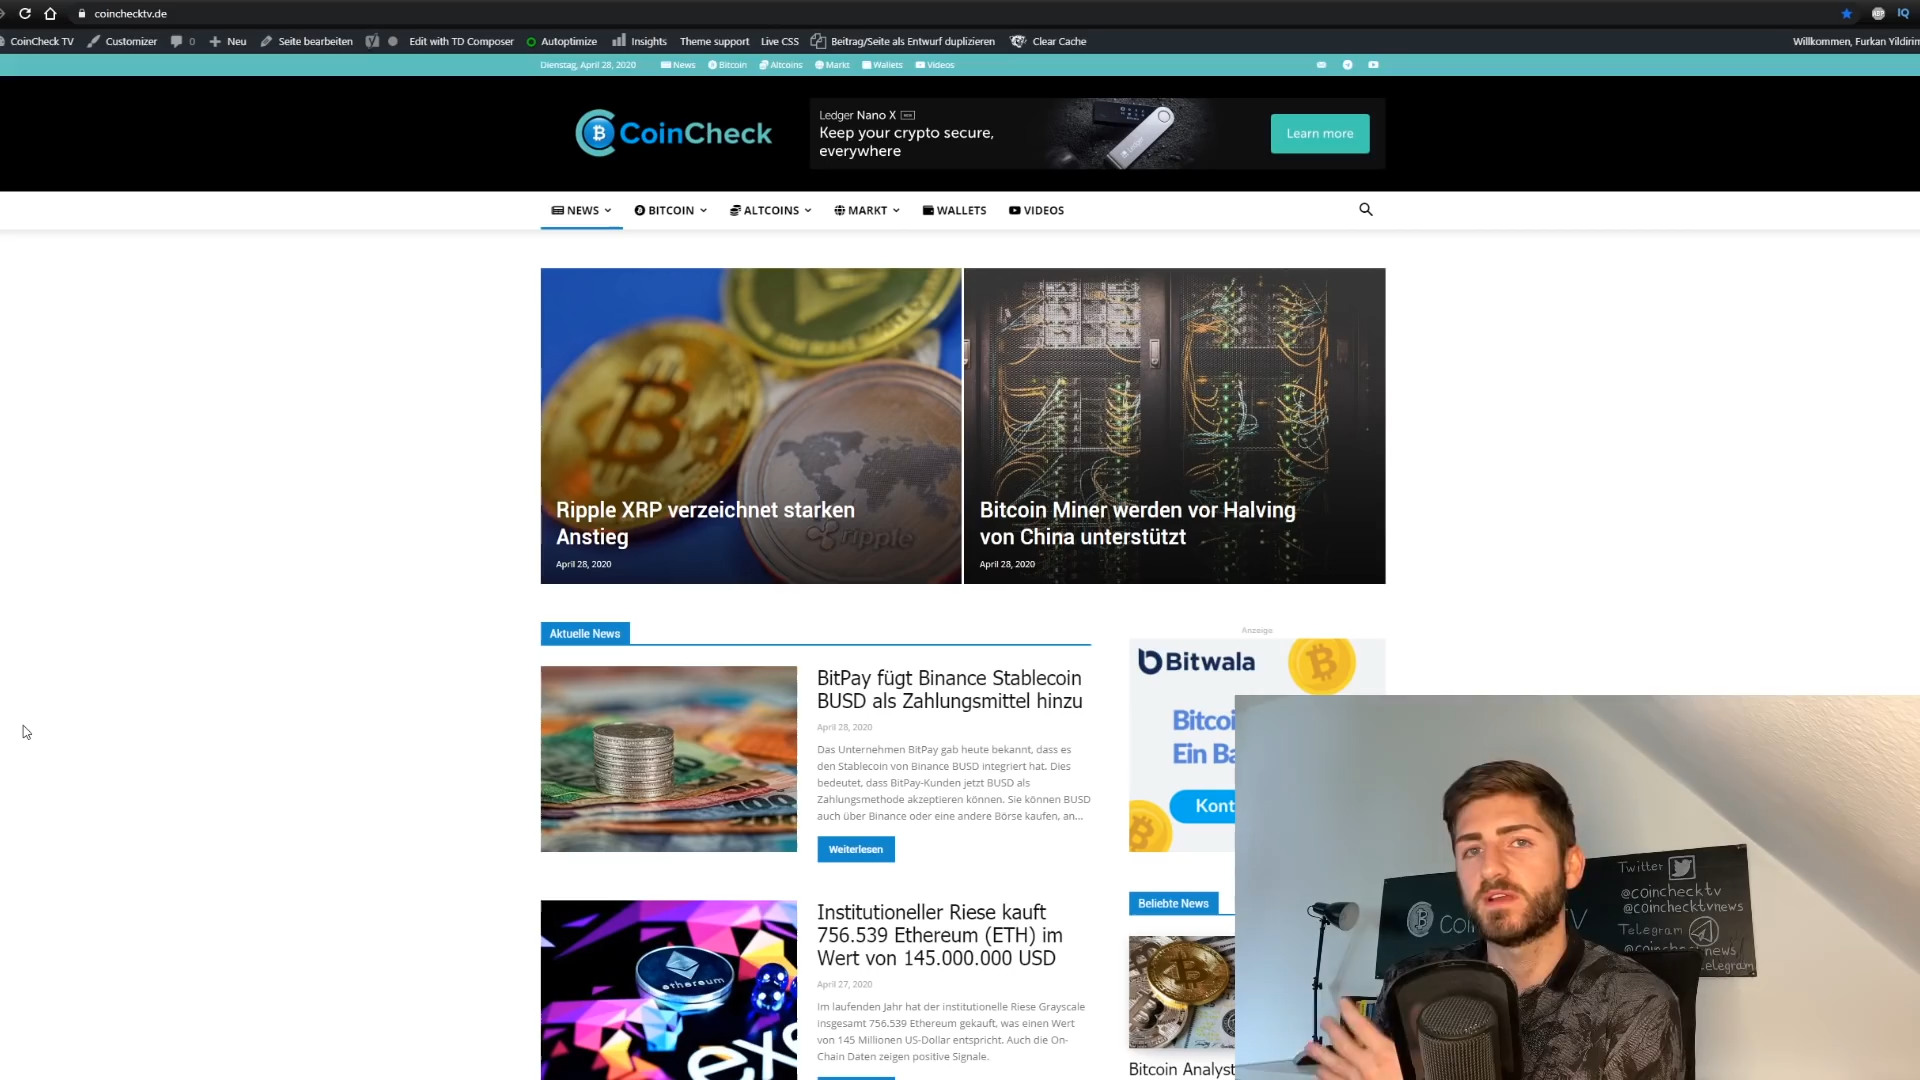 coinchecktv.de
CoinCheck TV Customizer 0 Neu Seite bearbeiten Edit with TD Composer Autoptimize Insights Theme support Live CSS Beitrag/Seite als Entwurf duplizieren Clear Cache Willkommen, Furkan Yildirim
Dienstag, April 28, 2020 News Bitcoin Altcoins Markt Wallets Videos
CoinCheck
Ledger Nano X
Keep your crypto secure,
everywhere
Learn more
NEWS BITCOIN ALTCOINS MARKT WALLETS VIDEOS
ripple
Ripple XRP verzeichnet starken
Anstieg
April 28, 2020
Bitcoin Miner werden vor Halving
von China unterstützt
April 28, 2020
Aktuelle News
BitPay fügt Binance Stablecoin
BUSD als Zahlungsmittel hinzu
April 28, 2020
Das Unternehmen BitPay gab heute bekannt, dass es
den Stablecoin von Binance BUSD integriert hat. Dies
bedeutet, dass BitPay-Kunden jetzt BUSD als
Zahlungsmethode akzeptieren können. Sie können BUSD
auch über Binance oder eine andere Börse kaufen, an...
Weiterlesen
ethereum
Institutioneller Riese kauft
756.539 Ethereum (ETH) im
Wert von 145.000.000 USD
April 27, 2020
Im laufenden Jahr hat der institutionelle Riese Grayscale
insgesamt 756.539 Ethereum gekauft, was einen Wert
von 145 Millionen US-Dollar entspricht. Auch die On-
Chain Daten zeigen positive Signale.
Anzeige
Bitwala
Bitcoi
Ein Ba
Kont
Beliebte News
Bitcoin Analyst
Twitter
@coinchecktv
@coinchecktvnews
Telegram